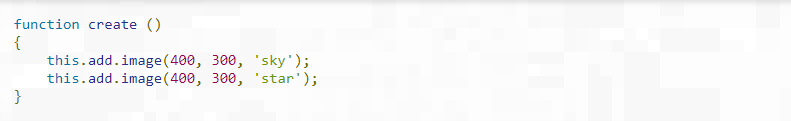 function create ()
{
    this.add.image(400, 300, 'sky');
    this.add.image(400, 300, 'star');
}